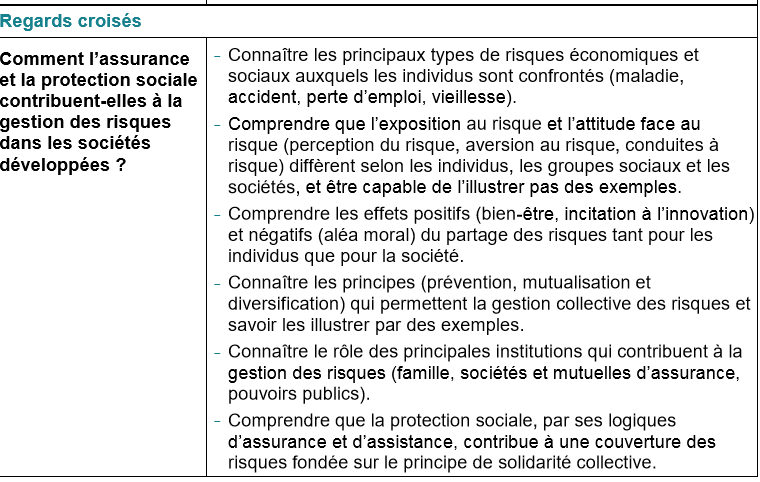 Regards croisés
Comment l’assurance
et la protection sociale
contribuent-elles à la
gestion des risques
dans les sociétés
développées ?
- Connaître les principaux types de risques économiques et
sociaux auxquels les individus sont confrontés (maladie,
accident, perte d’emploi, vieillesse).
- Comprendre que l’exposition au risque et l’attitude face au
risque (perception du risque, aversion au risque, conduites à
risque) diffèrent selon les individus, les groupes sociaux et les
sociétés, et être capable de l’illustrer pas des exemples.
- Comprendre les effets positifs (bien-être, incitation à l’innovation)
et négatifs (aléa moral) du partage des risques tant pour les
individus que pour la société.
- Connaître les principes (prévention, mutualisation et
diversification) qui permettent la gestion collective des risques et
savoir les illustrer par des exemples.
- Connaître le rôle des principales institutions qui contribuent à la
gestion des risques (famille, sociétés et mutuelles d’assurance,
pouvoirs publics).
- Comprendre que la protection sociale, par ses logiques
d’assurance et d’assistance, contribue à une couverture des
risques fondée sur le principe de solidarité collective.